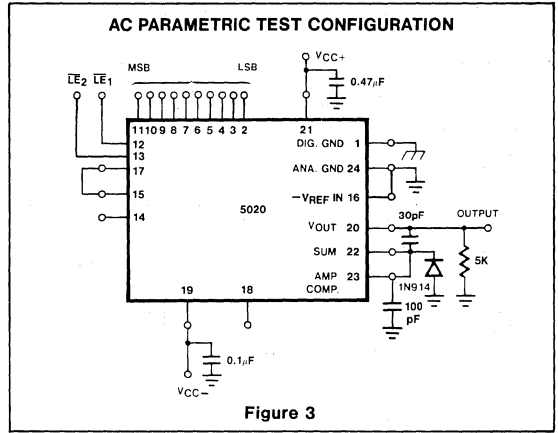 AC PARAMETRIC TEST CONFIGURATION
VCC+
0.47µF
LE2 LE1
MSB
LSB
11 10 9 8 7 6 5 4 3 2
21
12
13
17
15
14
DIG. GND 1
ANA. GND 24
−VREF IN 16
5020
30pF
OUTPUT
VOUT 20
SUM 22
5K
AMP 23
COMP.
1N914
100
pF
19
18
0.1µF
VCC−
Figure 3